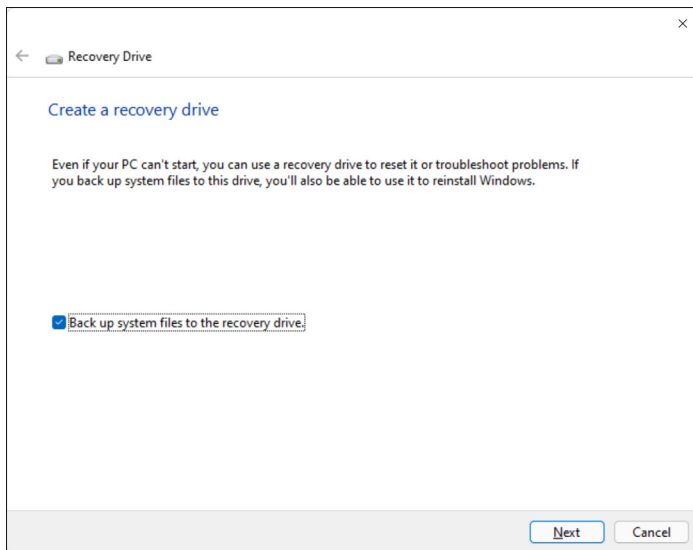 Recovery Drive
Create a recovery drive
Even if your PC can't start, you can use a recovery drive to reset it or troubleshoot problems. If
you back up system files to this drive, you'll also be able to use it to reinstall Windows.
Back up system files to the recovery drive.
Next
Cancel